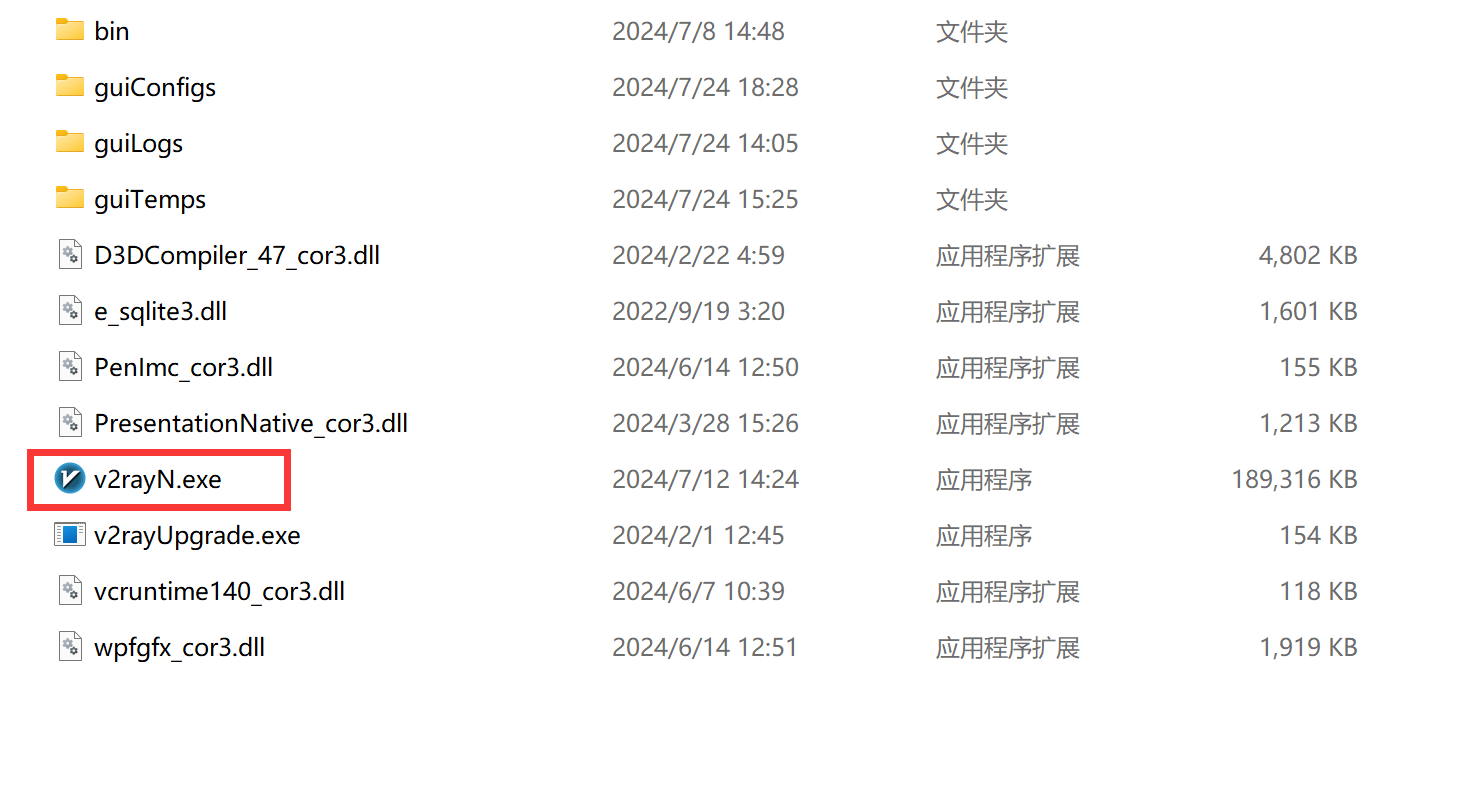 bin 2024/7/8 14:48 文件夹
guiConfigs 2024/7/24 18:28 文件夹
guiLogs 2024/7/24 14:05 文件夹
guiTemps 2024/7/24 15:25 文件夹
D3DCompiler_47_cor3.dll 2024/2/22 4:59 应用程序扩展 4,802 KB
e_sqlite3.dll 2022/9/19 3:20 应用程序扩展 1,601 KB
PenImc_cor3.dll 2024/6/14 12:50 应用程序扩展 155 KB
PresentationNative_cor3.dll 2024/3/28 15:26 应用程序扩展 1,213 KB
v2rayN.exe 2024/7/12 14:24 应用程序 189,316 KB
v2rayUpgrade.exe 2024/2/1 12:45 应用程序 154 KB
vcruntime140_cor3.dll 2024/6/7 10:39 应用程序扩展 118 KB
wpfgfx_cor3.dll 2024/6/14 12:51 应用程序扩展 1,919 KB